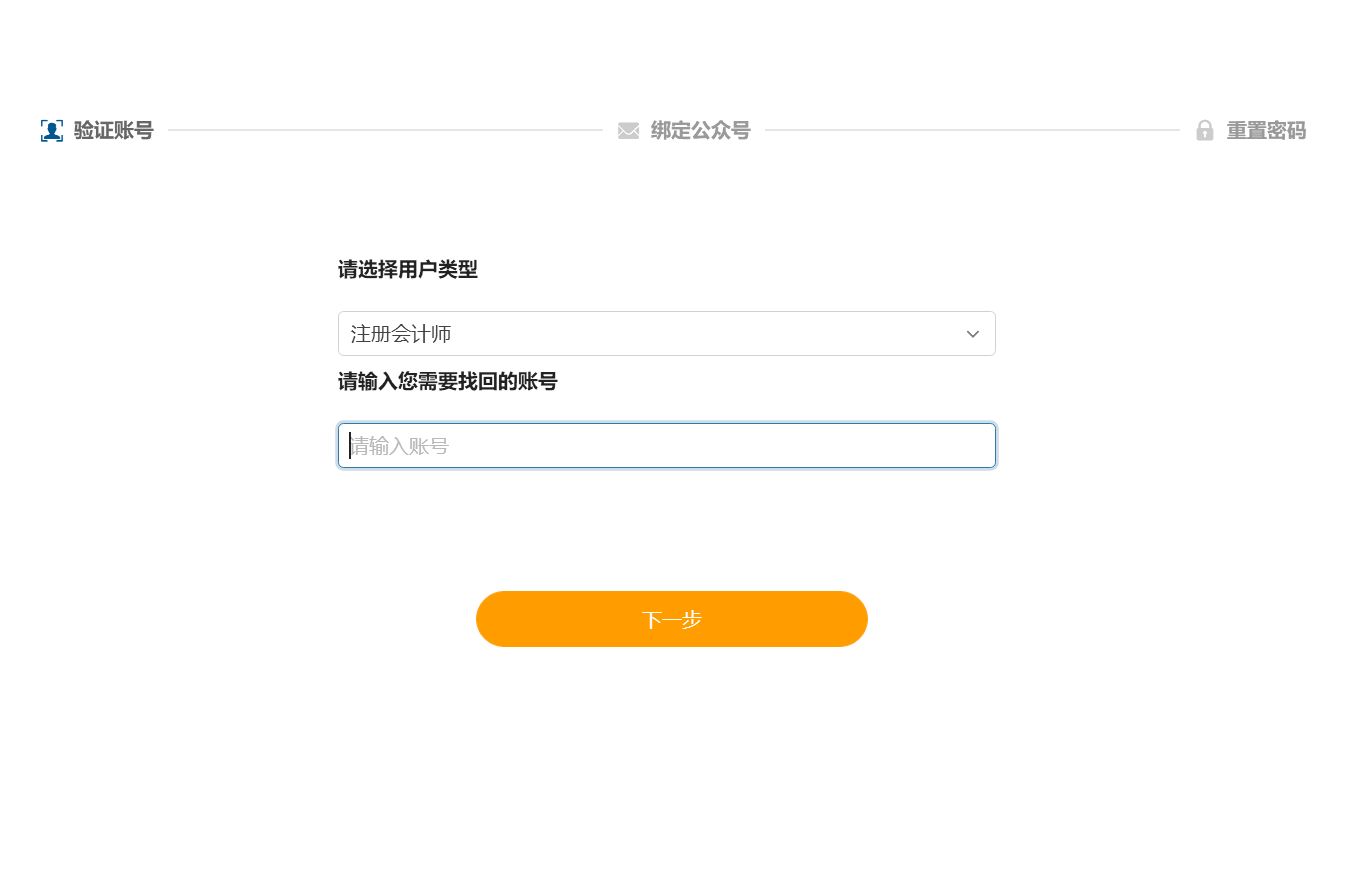 验证账号 绑定公众号 重置密码
请选择用户类型
注册会计师
请输入您需要找回的账号
请输入账号
下一步